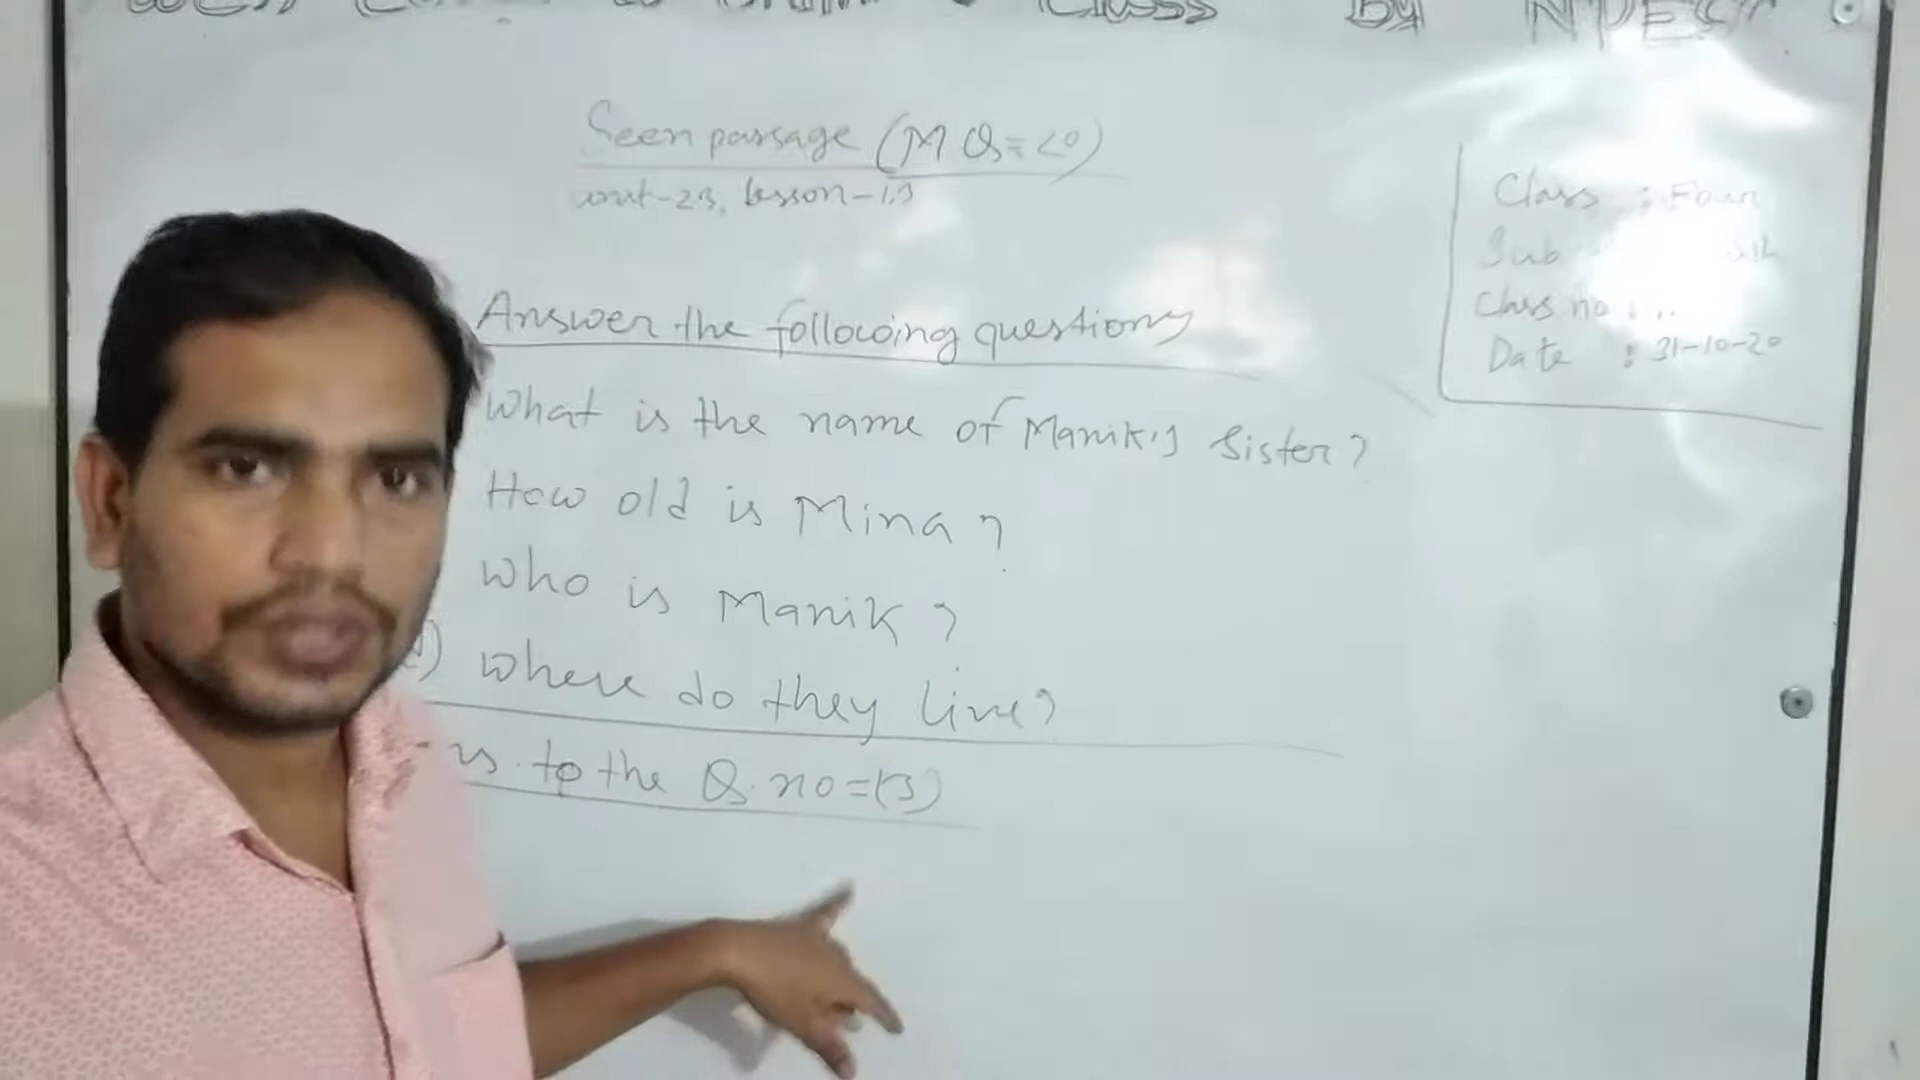 Class By
Seen passage (M Q=20)
unit-23, lesson-1,3
Class : Four
Sub
Class no : ..
Date : 31-10-20
Answer the following questions
What is the name of Manik's Sister?
How old is Mina?
Who is Manik?
) where do they live?
to the Q. no=(3)